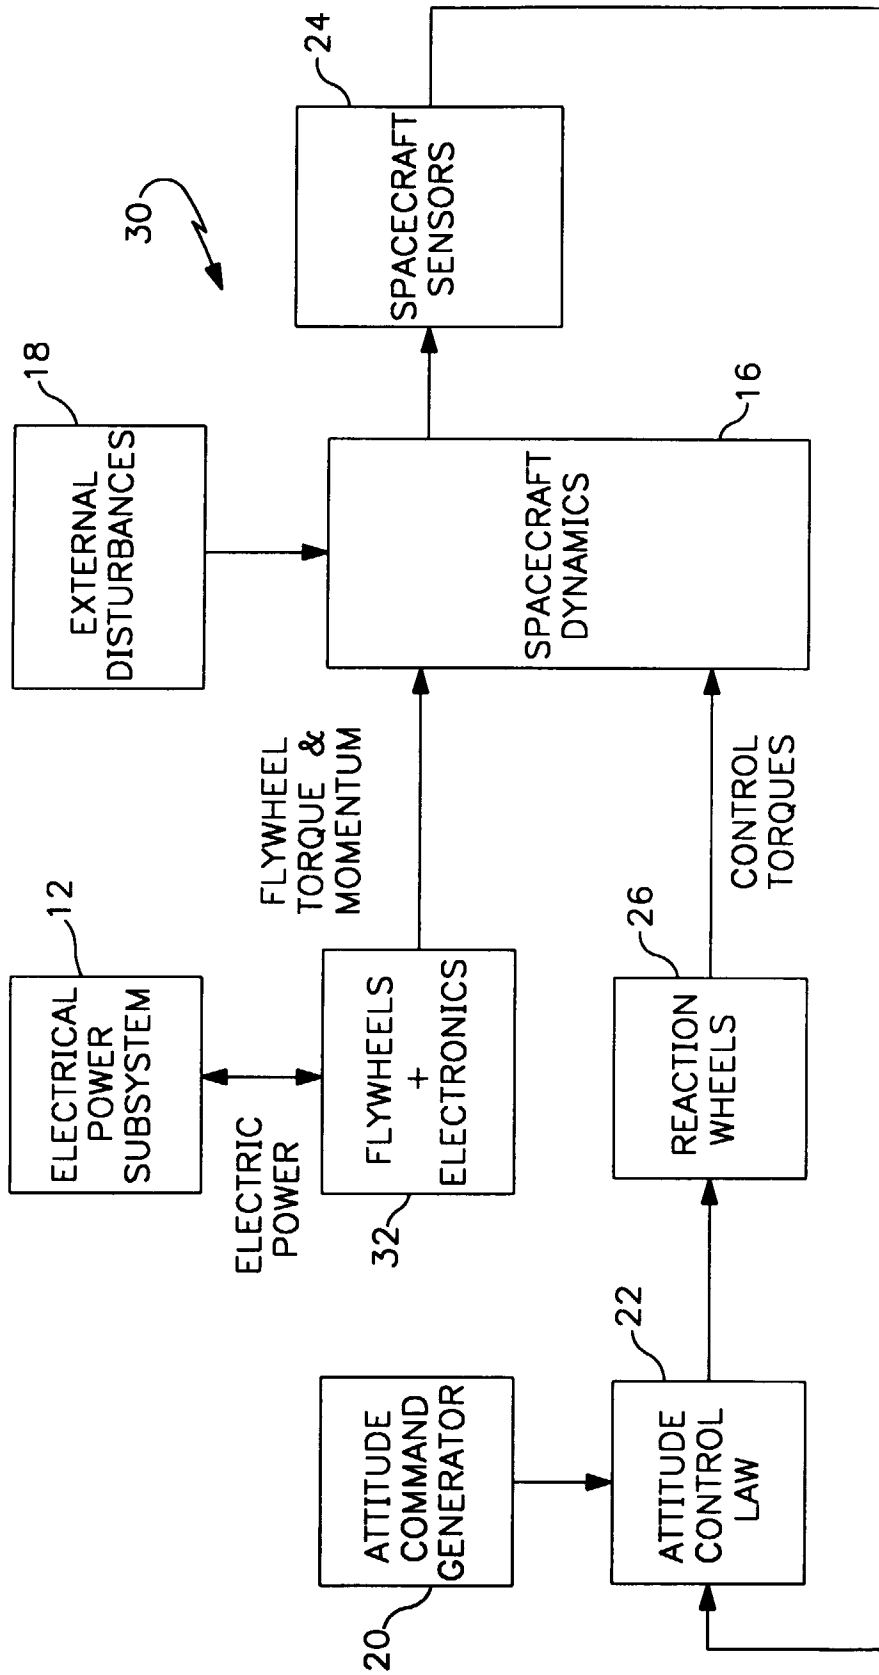 30
18
EXTERNAL
DISTURBANCES
12
ELECTRICAL
POWER
SUBSYSTEM
ELECTRIC
POWER
FLYWHEELS
+
ELECTRONICS
32
FLYWHEEL
TORQUE &
MOMENTUM
SPACECRAFT
DYNAMICS
16
SPACECRAFT
SENSORS
24
ATTITUDE
COMMAND
GENERATOR
20
ATTITUDE
CONTROL
LAW
22
REACTION
WHEELS
26
CONTROL
TORQUES